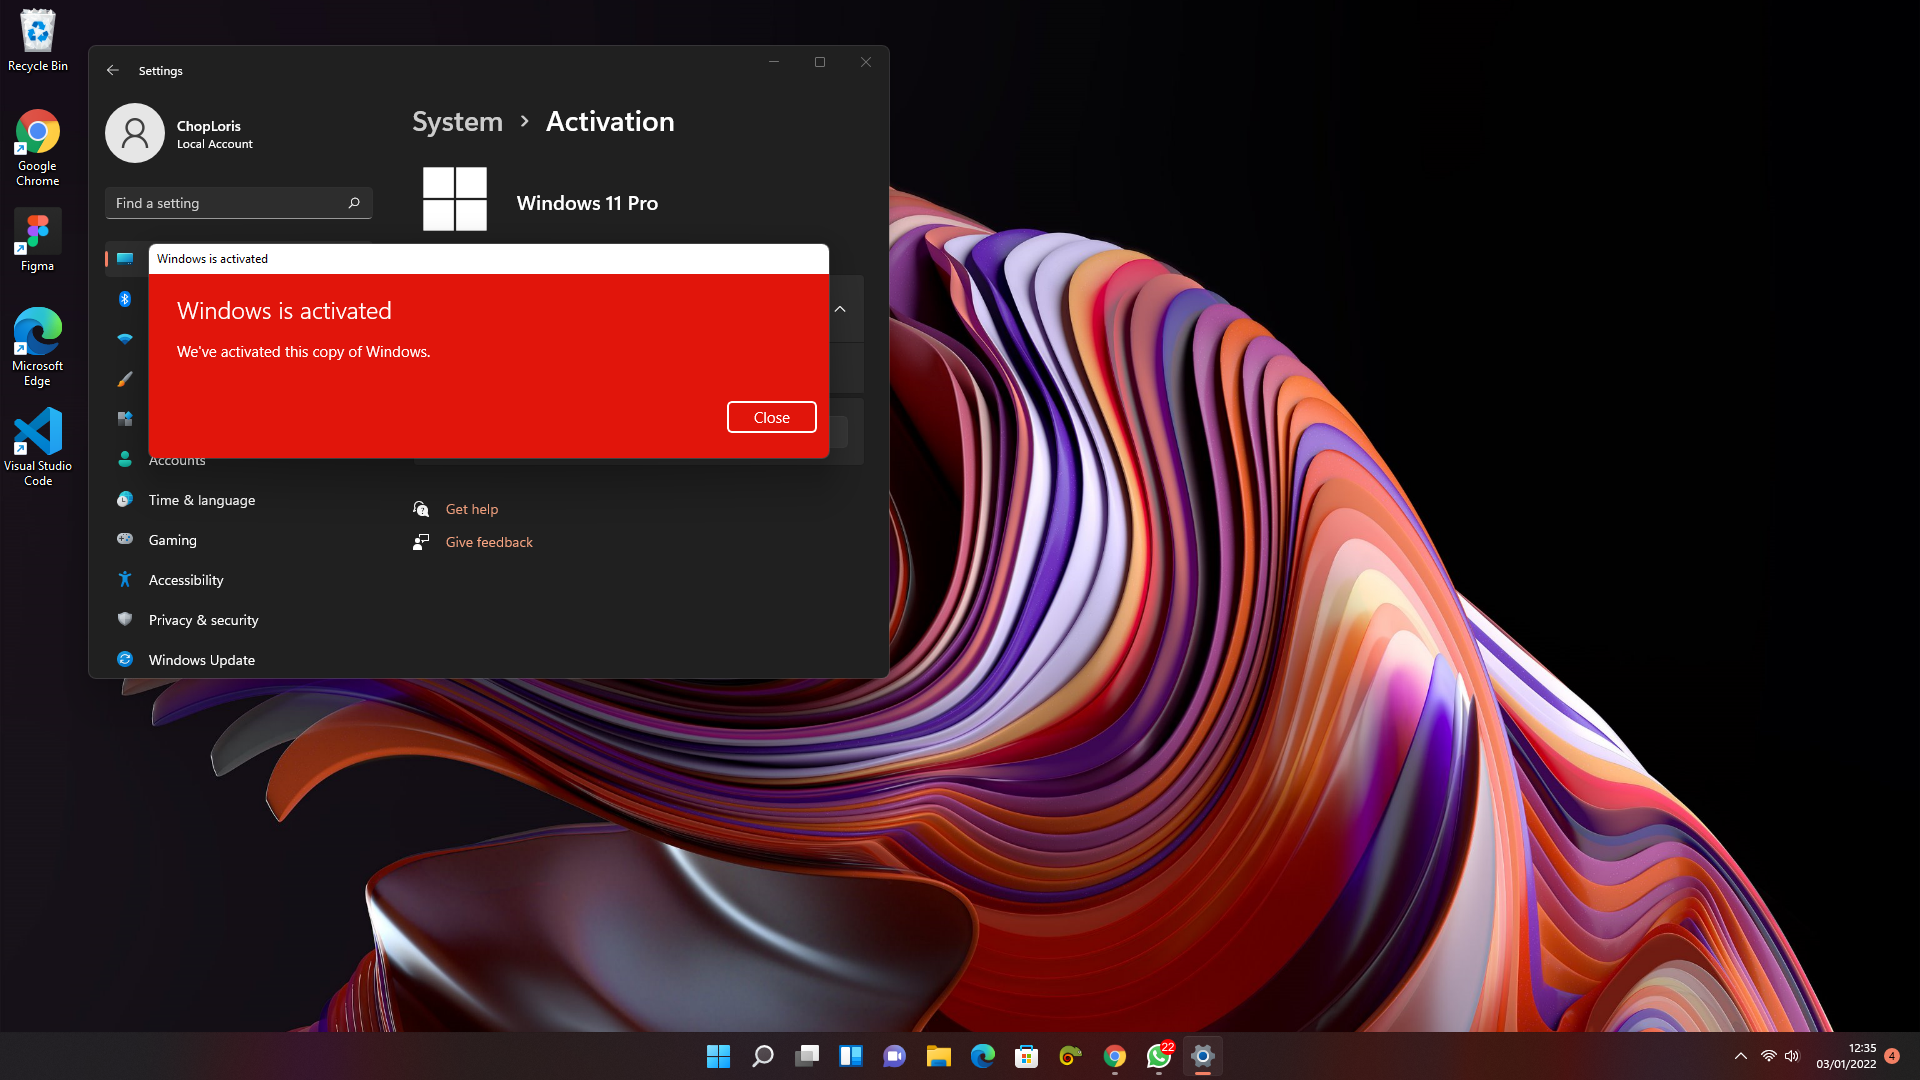 Recycle Bin
Google
Chrome
Figma
Microsoft
Edge
Visual Studio
Code
Settings
ChopLoris
Local Account
Find a setting
System > Activation
Windows 11 Pro
Windows is activated
Windows is activated
We've activated this copy of Windows.
Close
Accounts
Time & language
Gaming
Accessibility
Privacy & security
Windows Update
Get help
Give feedback
22
12:35
03/01/2022
4